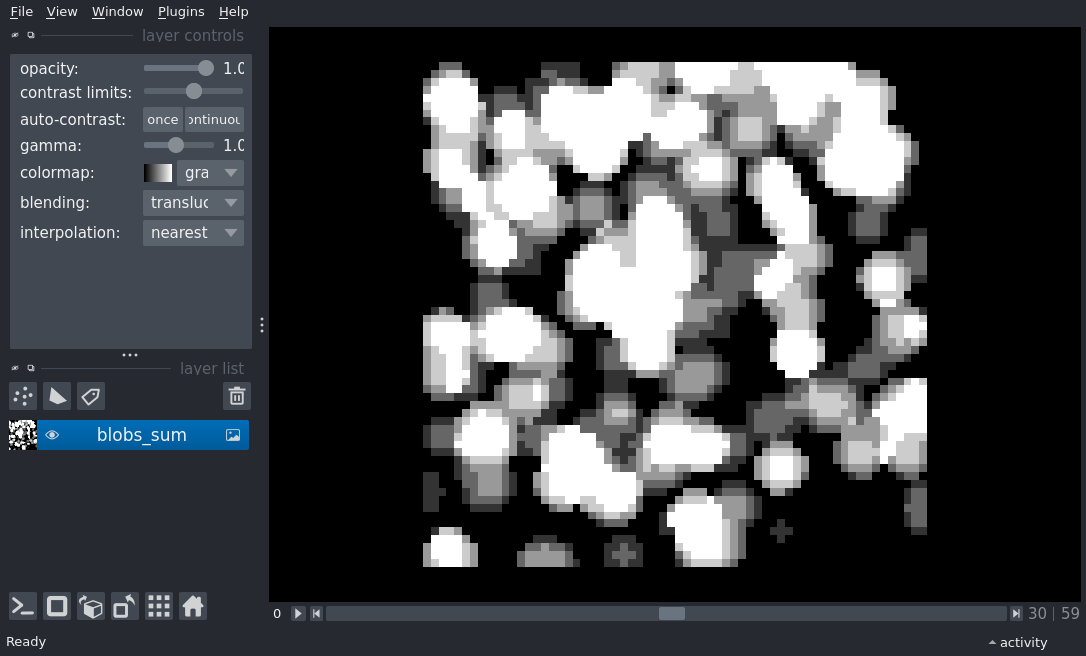 File View Window Plugins Help
layer controls
opacity: 1.0
contrast limits:
auto-contrast: once ontinuou
gamma: 1.0
colormap: gra
blending: transluc
interpolation: nearest
layer list
blobs_sum
0 30 | 59
Ready activity